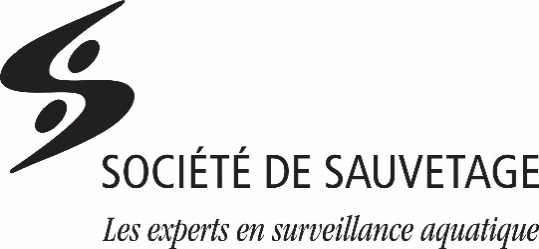 SOCIÉTÉ DE SAUVETAGE
Les experts en surveillance aquatique